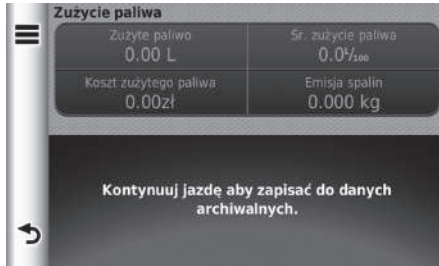 Zużycie paliwa
Zużyte paliwo
0.00 L
Śr. zużycie paliwa
0.0L/100
Koszt zużytego paliwa
0.00zł
Emisja spalin
0.000 kg
Kontynuuj jazdę aby zapisać do danych
archiwalnych.